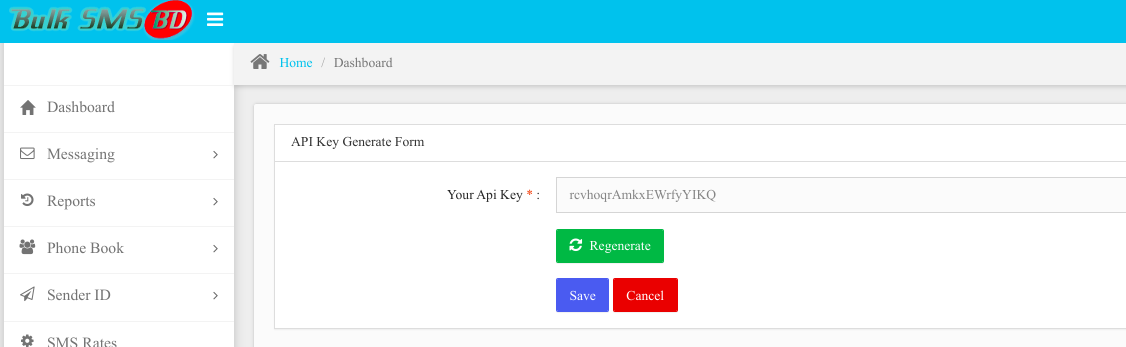 Bulk SMS BD
Home / Dashboard
Dashboard
Messaging
Reports
Phone Book
Sender ID
SMS Rates
API Key Generate Form
Your Api Key * :
rcvhoqrAmkxEWrfyYIKQ
Regenerate
Save Cancel